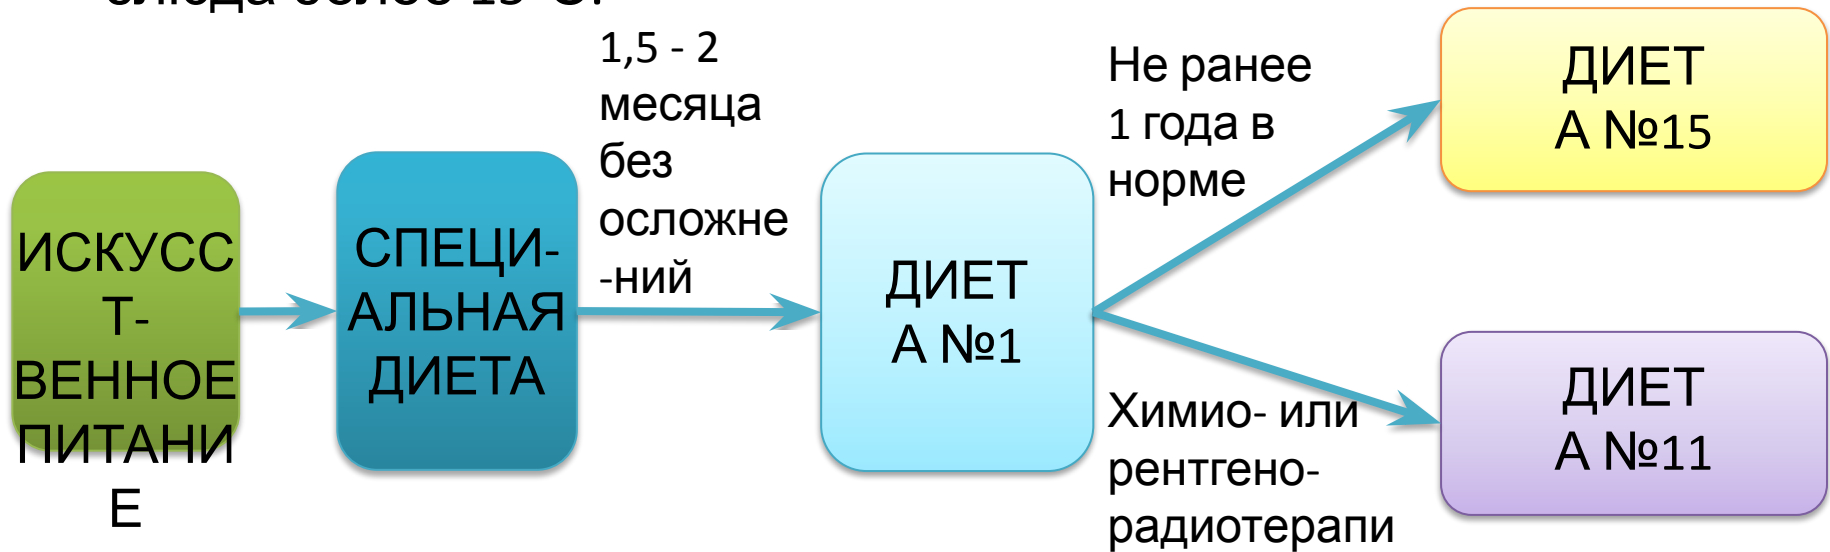 1,5 - 2
месяца
без
осложне
-ний
Не ранее
1 года в
норме
ДИЕТ
А №15
ИСКУСС
Т-
ВЕННОЕ
ПИТАНИ
Е
СПЕЦИ-
АЛЬНАЯ
ДИЕТА
ДИЕТ
А №1
Химио- или
рентгено-
радиотерапи
ДИЕТ
А №11